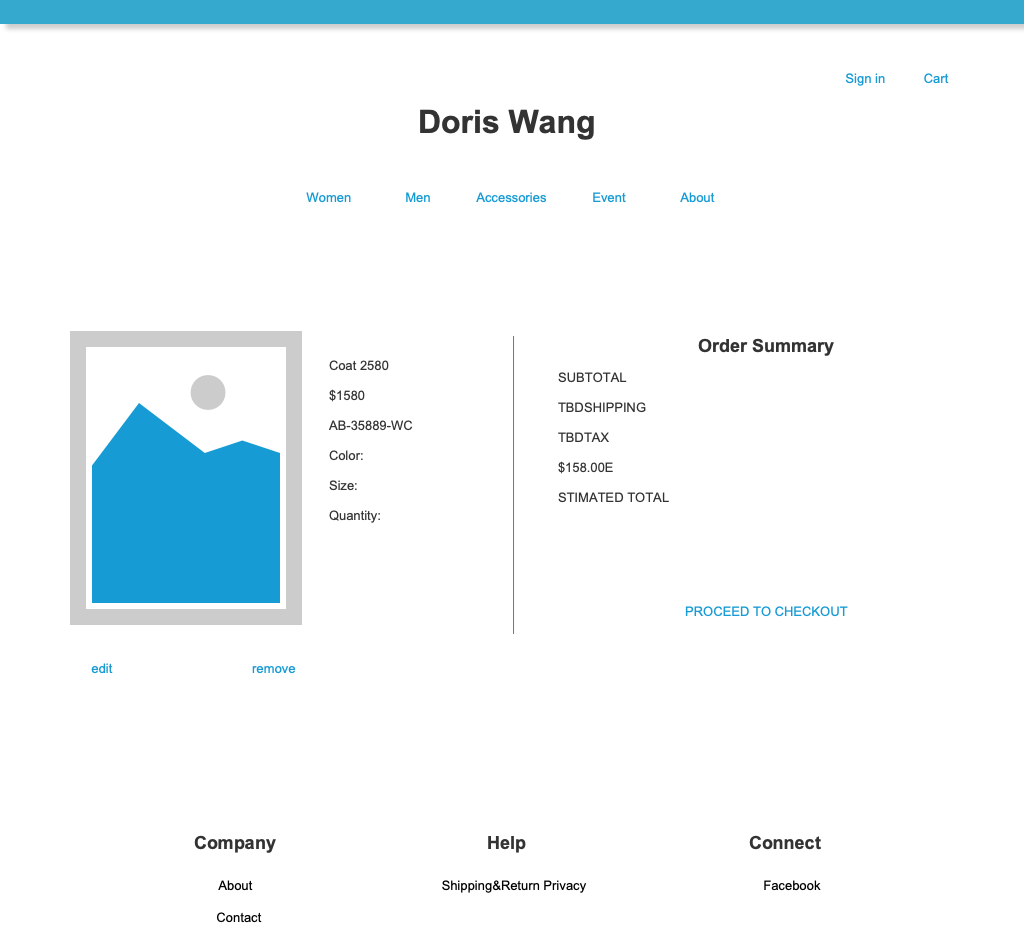 Sign in Cart
Doris Wang
Women Men Accessories Event About
Coat 2580
$1580
AB-35889-WC
Color:
Size:
Quantity:
edit remove
Order Summary
SUBTOTAL
TBDSHIPPING
TBDTAX
$158.00E
STIMATED TOTAL
PROCEED TO CHECKOUT
Company
About
Contact
Help
Shipping&Return Privacy
Connect
Facebook